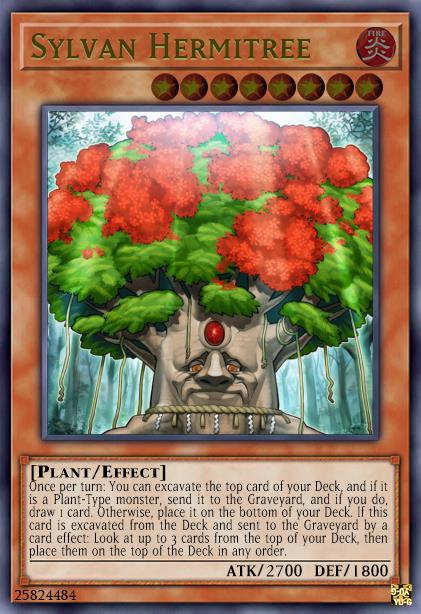 SYLVAN HERMITREE
FIRE
炎
[PLANT/EFFECT]
Once per turn: You can excavate the top card of your Deck, and if it
is a Plant-Type monster, send it to the Graveyard, and if you do,
draw 1 card. Otherwise, place it on the bottom of your Deck. If this
card is excavated from the Deck and sent to the Graveyard by a
card effect: Look at up to 3 cards from the top of your Deck, then
place them on the top of the Deck in any order.
ATK/2700 DEF/1800
25824484